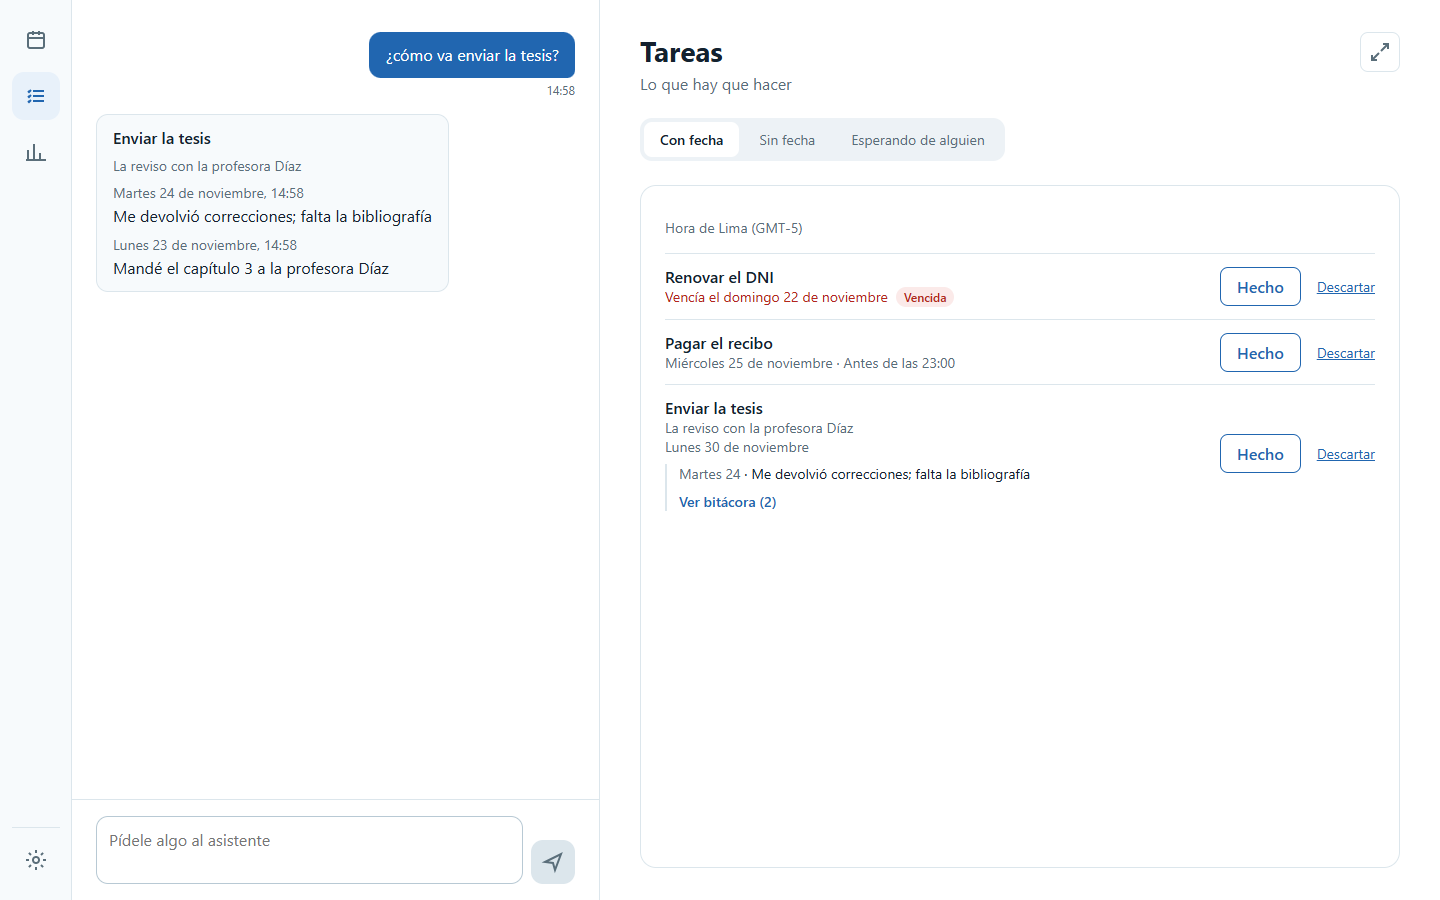 ¿cómo va enviar la tesis?
14:58
Enviar la tesis
La reviso con la profesora Díaz
Martes 24 de noviembre, 14:58
Me devolvió correcciones; falta la bibliografía
Lunes 23 de noviembre, 14:58
Mandé el capítulo 3 a la profesora Díaz
Pídele algo al asistente
Tareas
Lo que hay que hacer
Con fecha
Sin fecha
Esperando de alguien
Hora de Lima (GMT-5)
Renovar el DNI
Vencía el domingo 22 de noviembre Vencida
Hecho
Descartar
Pagar el recibo
Miércoles 25 de noviembre · Antes de las 23:00
Hecho
Descartar
Enviar la tesis
La reviso con la profesora Díaz
Lunes 30 de noviembre
Martes 24 · Me devolvió correcciones; falta la bibliografía
Ver bitácora (2)
Hecho
Descartar